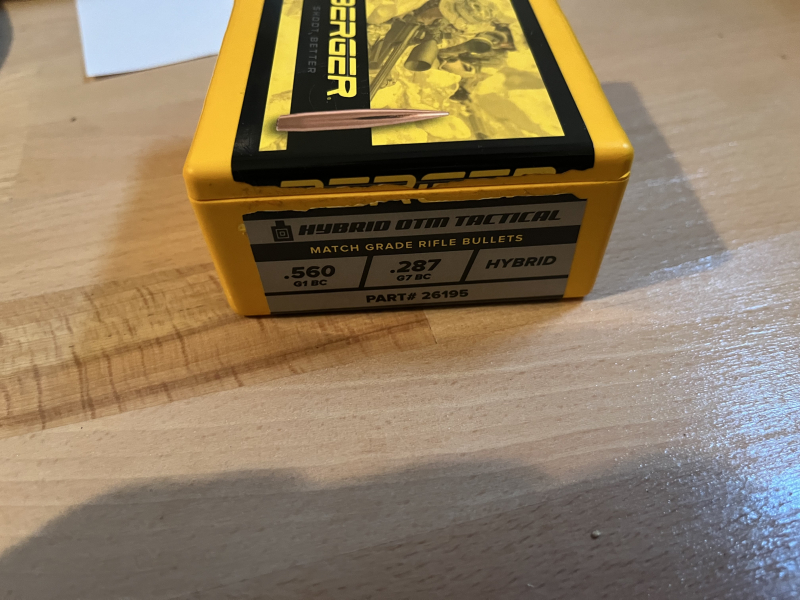 BERGER
SHOOT BETTER
BERGER
HYBRID OTM TACTICAL
MATCH GRADE RIFLE BULLETS
.560 .287 HYBRID
G1 BC G7 BC
PART# 26195